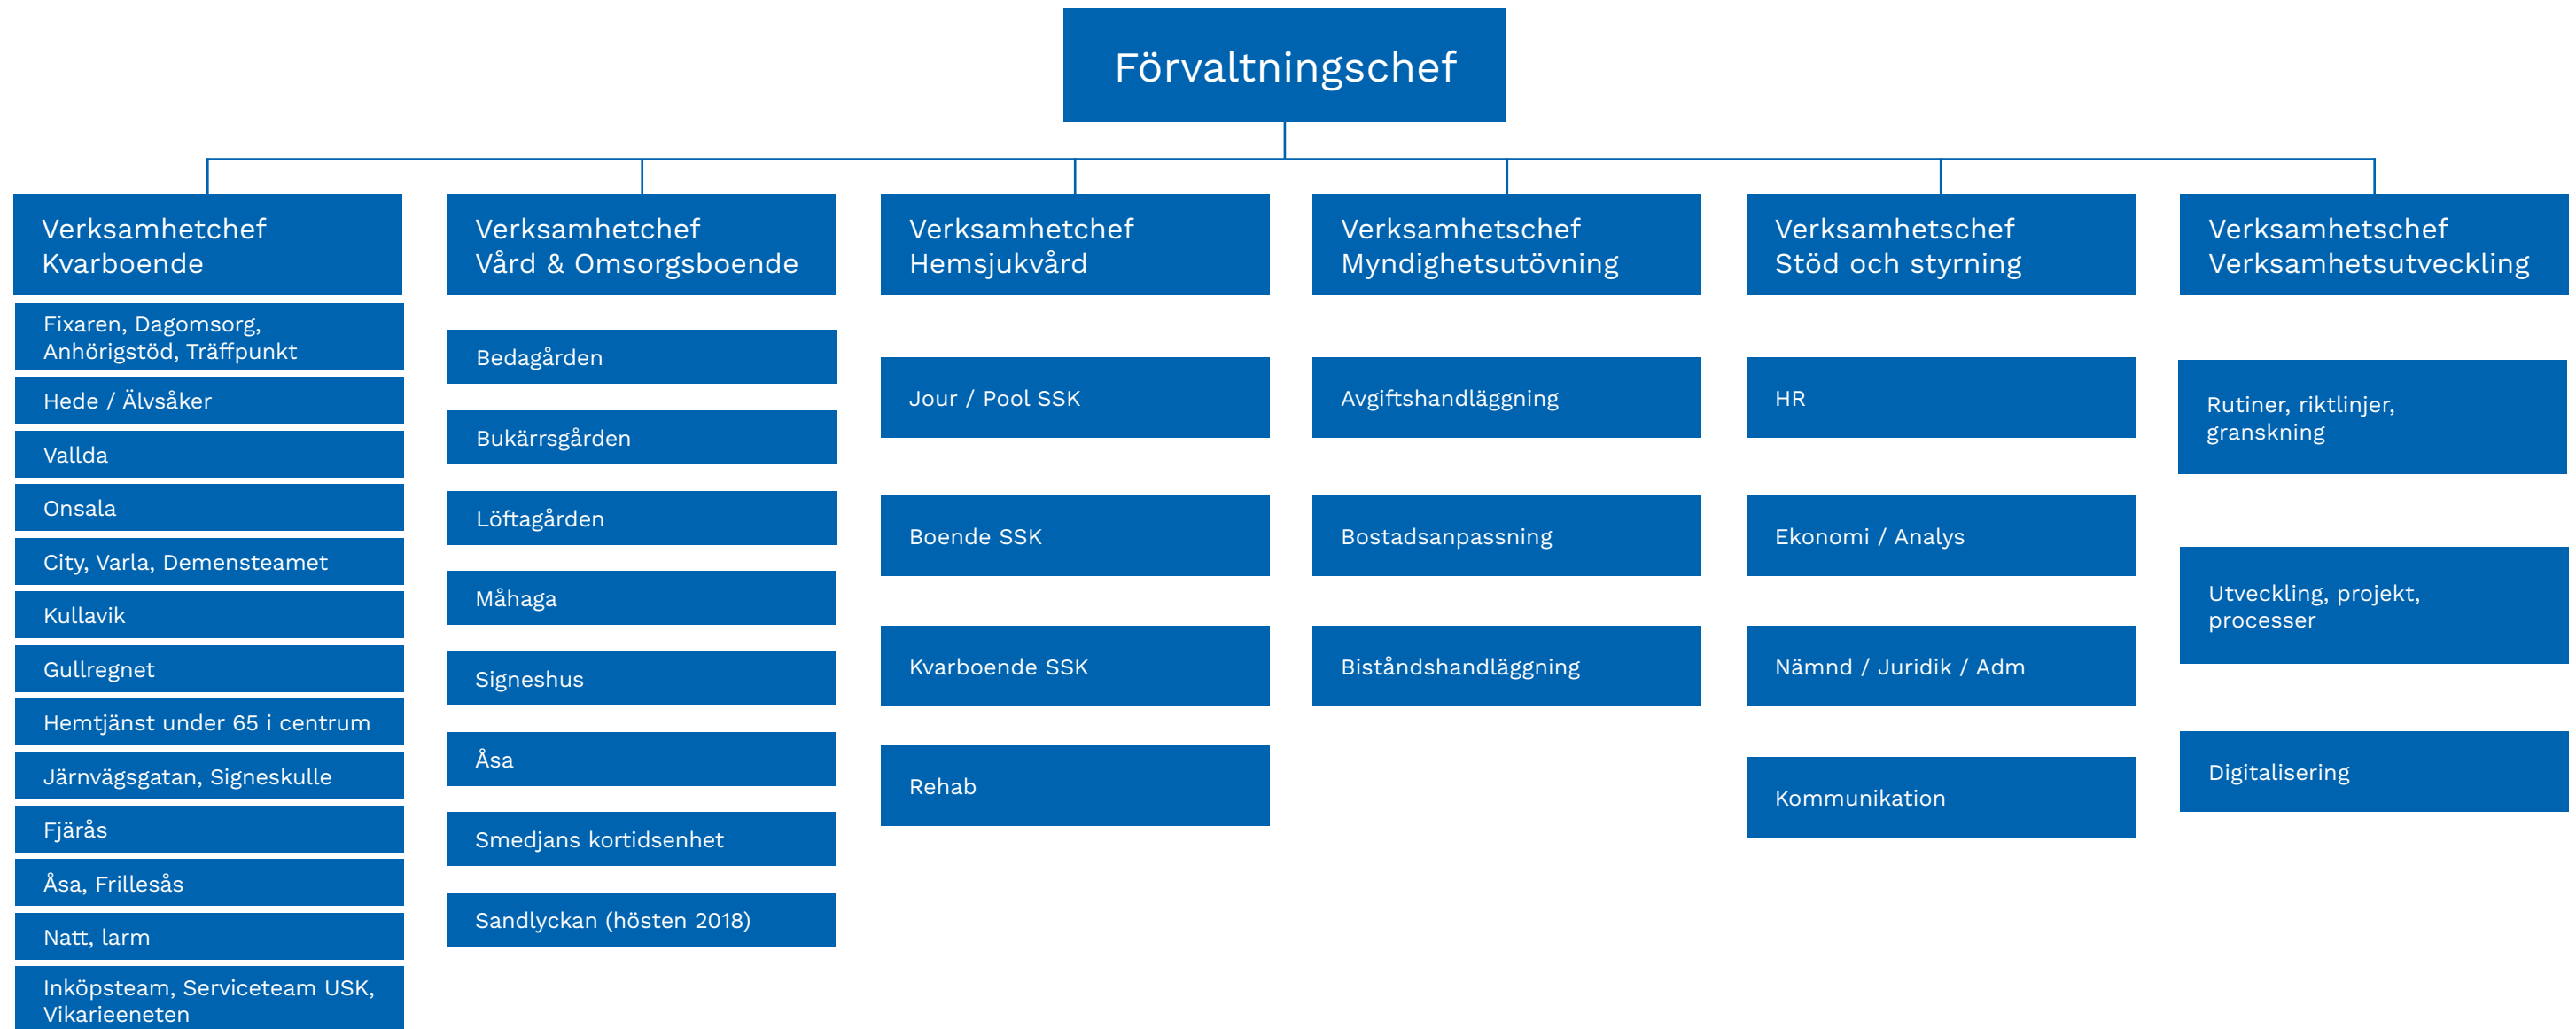 Förvaltningschef
Verksamhetchef
Kvarboende
Fixaren, Dagomsorg,
Anhörigstöd, Träffpunkt
Hede / Älvsåker
Vallda
Onsala
City, Varla, Demensteamet
Kullavik
Gullregnet
Hemtjänst under 65 i centrum
Järnvägsgatan, Signeskulle
Fjärås
Åsa, Frillesås
Natt, larm
Inköpsteam, Serviceteam USK,
Vikarieeneten
Verksamhetchef
Vård & Omsorgsboende
Bedagården
Bukärrsgården
Löftagården
Måhaga
Signeshus
Åsa
Smedjans kortidsenhet
Sandlyckan (hösten 2018)
Verksamhetchef
Hemsjukvård
Jour / Pool SSK
Boende SSK
Kvarboende SSK
Rehab
Verksamhetschef
Myndighetsutövning
Avgiftshandläggning
Bostadsanpassning
Biståndshandläggning
Verksamhetschef
Stöd och styrning
HR
Ekonomi / Analys
Nämnd / Juridik / Adm
Kommunikation
Verksamhetschef
Verksamhetsutveckling
Rutiner, riktlinjer,
granskning
Utveckling, projekt,
processer
Digitalisering